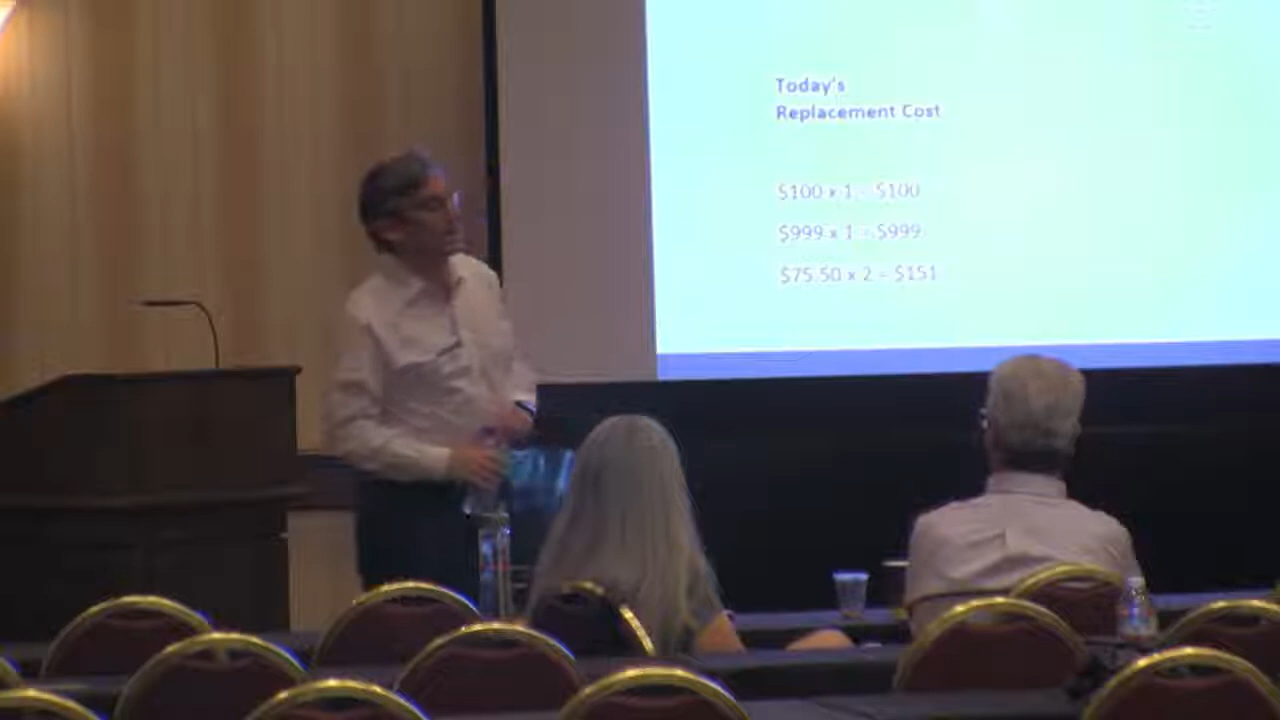 Today's
Replacement Cost
$100 x 1 = $100
$999 x 1 = $999
$75.50 x 2 = $151